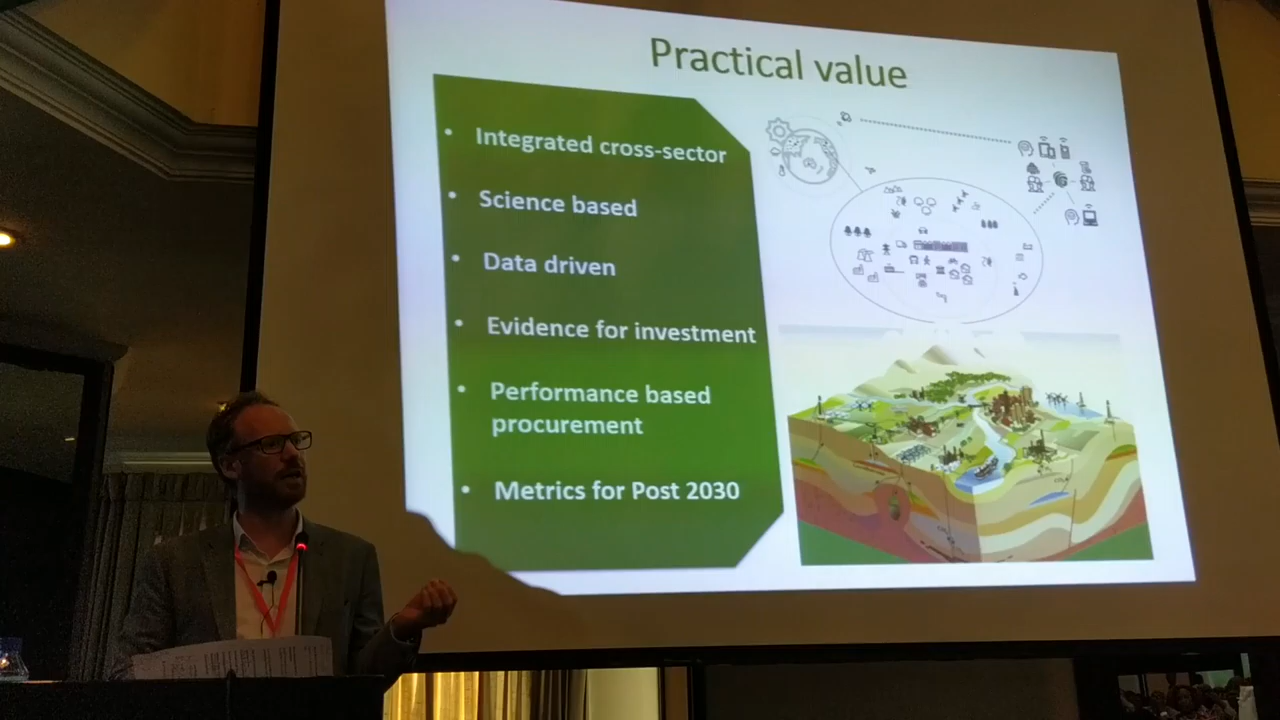 Practical value
• Integrated cross-sector
• Science based
• Data driven
• Evidence for investment
• Performance based
procurement
• Metrics for Post 2030